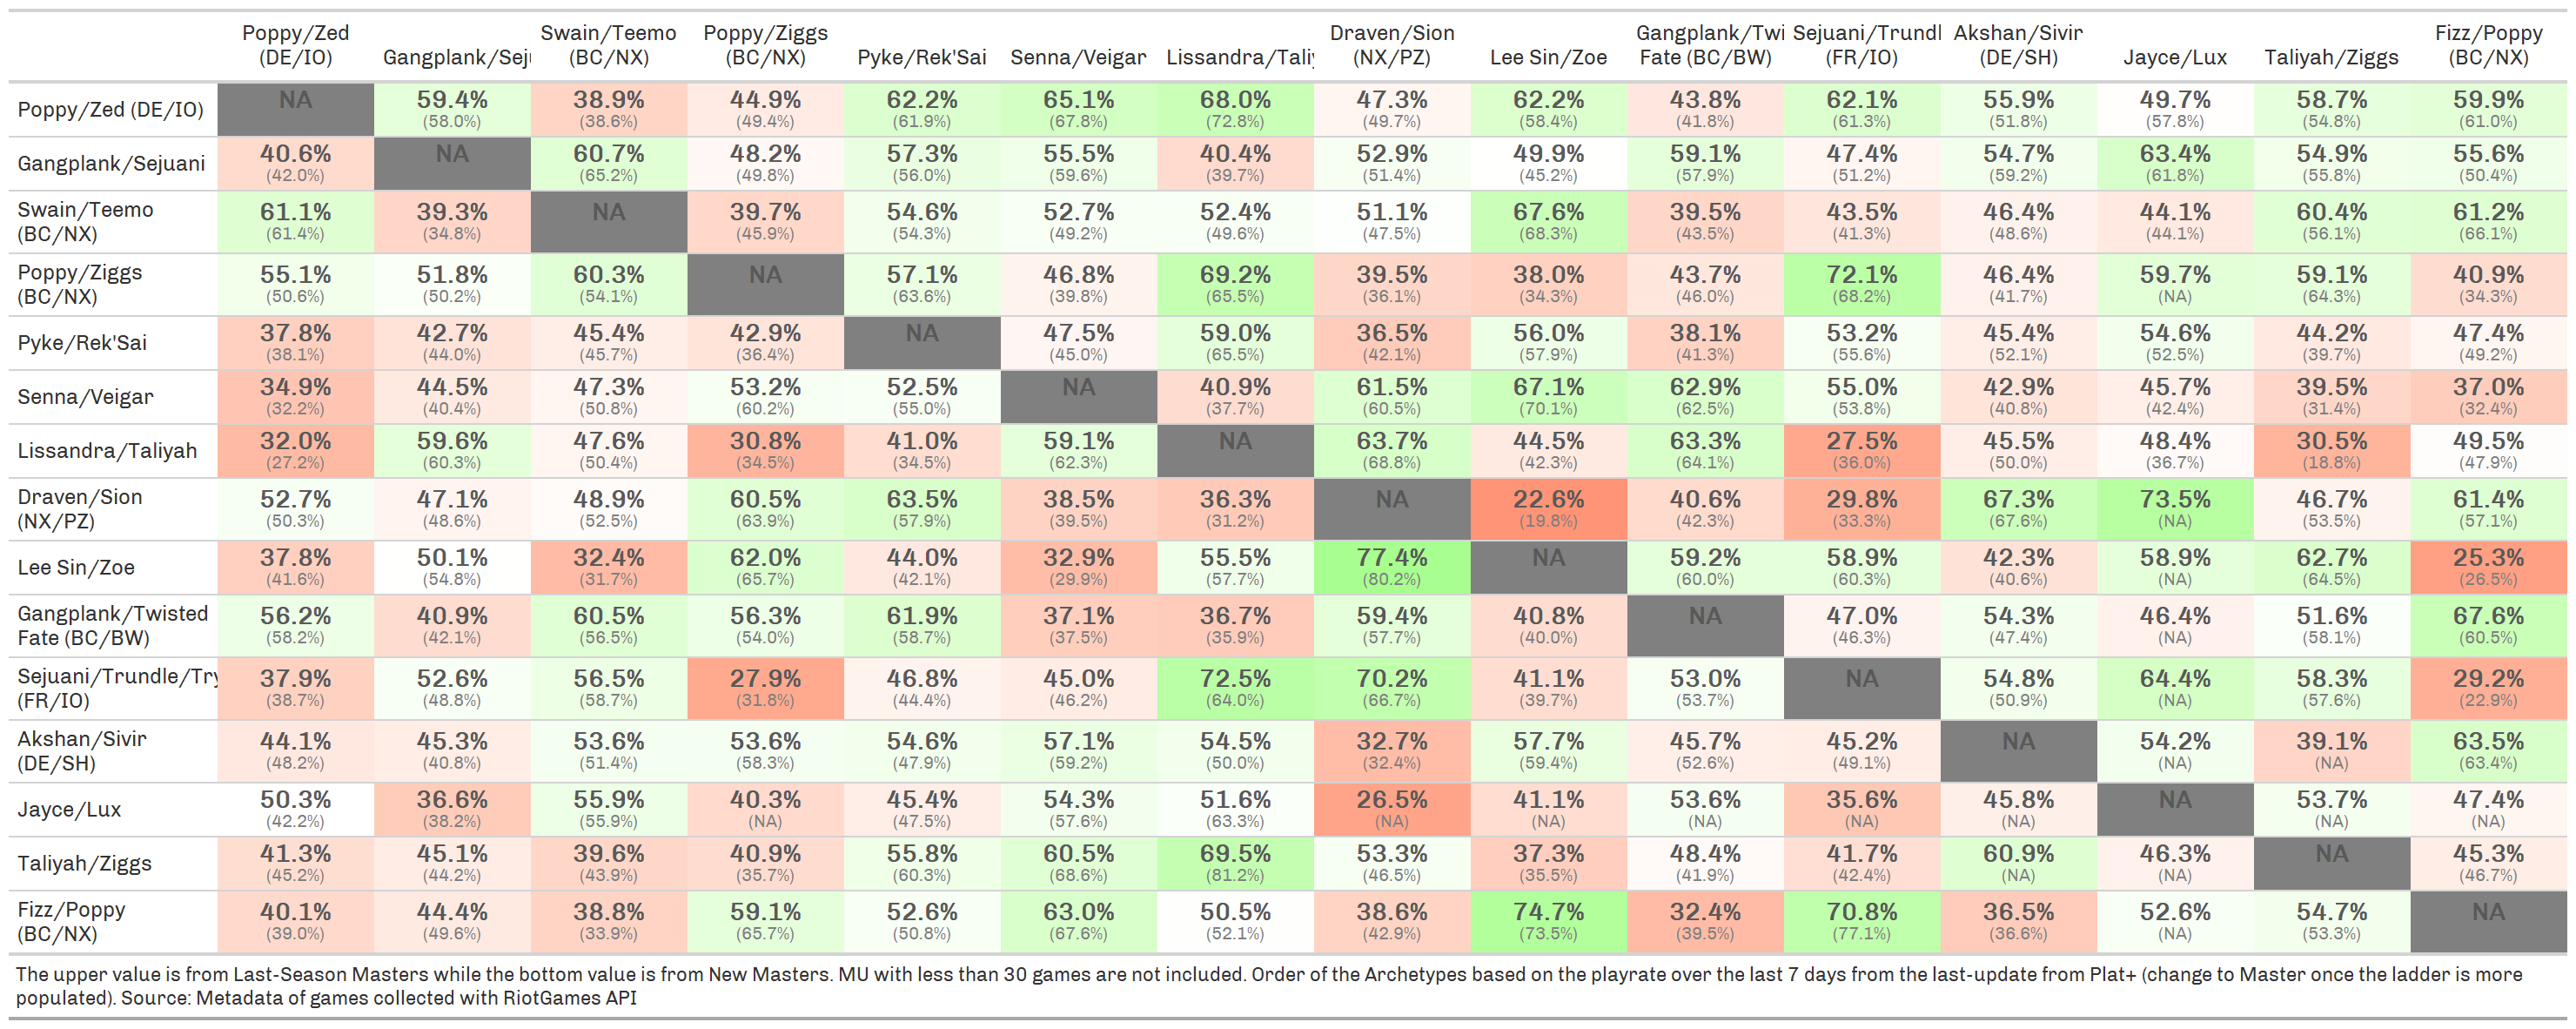 Poppy/Zed (DE/IO) Gangplank/Sej Swain/Teemo (BC/NX) Poppy/Ziggs (BC/NX) Pyke/Rek'Sai Senna/Veigar Lissandra/Tali Draven/Sion (NX/PZ) Lee Sin/Zoe Gangplank/Twi Fate (BC/BW) Sejuani/Trundl (FR/IO) Akshan/Sivir (DE/SH) Jayce/Lux Taliyah/Ziggs Fizz/Poppy (BC/NX)
Poppy/Zed (DE/IO) NA 59.4% 38.9% 44.9% 62.2% 65.1% 68.0% 47.3% 62.2% 43.8% 62.1% 55.9% 49.7% 58.7% 59.9%
(58.0%) (38.6%) (49.4%) (61.9%) (67.8%) (72.8%) (49.7%) (58.4%) (41.8%) (61.3%) (51.8%) (57.8%) (54.8%) (61.0%)
Gangplank/Sejuani 40.6% NA 60.7% 48.2% 57.3% 55.5% 40.4% 52.9% 49.9% 59.1% 47.4% 54.7% 63.4% 54.9% 55.6%
(42.0%) (65.2%) (49.8%) (56.0%) (59.6%) (39.7%) (51.4%) (45.2%) (57.9%) (51.2%) (59.2%) (61.8%) (55.8%) (50.4%)
Swain/Teemo 61.1% 39.3% NA 39.7% 54.6% 52.7% 52.4% 51.1% 67.6% 39.5% 43.5% 46.4% 44.1% 60.4% 61.2%
(BC/NX) (61.4%) (34.8%) (45.9%) (54.3%) (49.2%) (49.6%) (47.5%) (68.3%) (43.5%) (41.3%) (48.6%) (44.1%) (56.1%) (66.1%)
Poppy/Ziggs 55.1% 51.8% 60.3% NA 57.1% 46.8% 69.2% 39.5% 38.0% 43.7% 72.1% 46.4% 59.7% 59.1% 40.9%
(BC/NX) (50.6%) (50.2%) (54.1%) (63.6%) (39.8%) (65.5%) (36.1%) (34.3%) (46.0%) (68.2%) (41.7%) (NA) (64.3%) (34.3%)
Pyke/Rek'Sai 37.8% 42.7% 45.4% 42.9% NA 47.5% 59.0% 36.5% 56.0% 38.1% 53.2% 45.4% 54.6% 44.2% 47.4%
(38.1%) (44.0%) (45.7%) (36.4%) (45.0%) (65.5%) (42.1%) (57.9%) (41.3%) (55.6%) (52.1%) (52.5%) (39.7%) (49.2%)
Senna/Veigar 34.9% 44.5% 47.3% 53.2% 52.5% NA 40.9% 61.5% 67.1% 62.9% 55.0% 42.9% 45.7% 39.5% 37.0%
(32.2%) (40.4%) (50.8%) (60.2%) (55.0%) (37.7%) (60.5%) (70.1%) (62.5%) (53.8%) (40.8%) (42.4%) (31.4%) (32.4%)
Lissandra/Taliyah 32.0% 59.6% 47.6% 30.8% 41.0% 59.1% NA 63.7% 44.5% 63.3% 27.5% 45.5% 48.4% 30.5% 49.5%
(27.2%) (60.3%) (50.4%) (34.5%) (34.5%) (62.3%) (68.8%) (42.3%) (64.1%) (36.0%) (50.0%) (36.7%) (18.8%) (47.9%)
Draven/Sion 52.7% 47.1% 48.9% 60.5% 63.5% 38.5% 36.3% NA 22.6% 40.6% 29.8% 67.3% 73.5% 46.7% 61.4%
(NX/PZ) (50.3%) (48.6%) (52.5%) (63.9%) (57.9%) (39.5%) (31.2%) (19.8%) (42.3%) (33.3%) (67.6%) (NA) (53.5%) (57.1%)
Lee Sin/Zoe 37.8% 50.1% 32.4% 62.0% 44.0% 32.9% 55.5% 77.4% NA 59.2% 58.9% 42.3% 58.9% 62.7% 25.3%
(41.6%) (54.8%) (31.7%) (65.7%) (42.1%) (29.9%) (57.7%) (80.2%) (60.0%) (60.3%) (40.6%) (NA) (64.5%) (26.5%)
Gangplank/Twisted 56.2% 40.9% 60.5% 56.3% 61.9% 37.1% 36.7% 59.4% 40.8% NA 47.0% 54.3% 46.4% 51.6% 67.6%
Fate (BC/BW) (58.2%) (42.1%) (56.5%) (54.0%) (58.7%) (37.5%) (35.9%) (57.7%) (40.0%) (46.3%) (47.4%) (NA) (58.1%) (60.5%)
Sejuani/Trundle/Try 37.9% 52.6% 56.5% 27.9% 46.8% 45.0% 72.5% 70.2% 41.1% 53.0% NA 54.8% 64.4% 58.3% 29.2%
(FR/IO) (38.7%) (48.8%) (58.7%) (31.8%) (44.4%) (46.2%) (64.0%) (66.7%) (39.7%) (53.7%) (50.9%) (NA) (57.6%) (22.9%)
Akshan/Sivir 44.1% 45.3% 53.6% 53.6% 54.6% 57.1% 54.5% 32.7% 57.7% 45.7% 45.2% NA 54.2% 39.1% 63.5%
(DE/SH) (48.2%) (40.8%) (51.4%) (58.3%) (47.9%) (59.2%) (50.0%) (32.4%) (59.4%) (52.6%) (49.1%) (NA) (NA) (63.4%)
Jayce/Lux 50.3% 36.6% 55.9% 40.3% 45.4% 54.3% 51.6% 26.5% 41.1% 53.6% 35.6% 45.8% NA 53.7% 47.4%
(42.2%) (38.2%) (55.9%) (NA) (47.5%) (57.6%) (63.3%) (NA) (NA) (NA) (NA) (NA) (NA) (NA)
Taliyah/Ziggs 41.3% 45.1% 39.6% 40.9% 55.8% 60.5% 69.5% 53.3% 37.3% 48.4% 41.7% 60.9% 46.3% NA 45.3%
(45.2%) (44.2%) (43.9%) (35.7%) (60.3%) (68.6%) (81.2%) (46.5%) (35.5%) (41.9%) (42.4%) (NA) (NA) (46.7%)
Fizz/Poppy 40.1% 44.4% 38.8% 59.1% 52.6% 63.0% 50.5% 38.6% 74.7% 32.4% 70.8% 36.5% 52.6% 54.7% NA
(BC/NX) (39.0%) (49.6%) (33.9%) (65.7%) (50.8%) (67.6%) (52.1%) (42.9%) (73.5%) (39.5%) (77.1%) (36.6%) (NA) (53.3%)
The upper value is from Last-Season Masters while the bottom value is from New Masters. MU with less than 30 games are not included. Order of the Archetypes based on the playrate over the last 7 days from the last-update from Plat+ (change to Master once the ladder is more
populated). Source: Metadata of games collected with RiotGames API